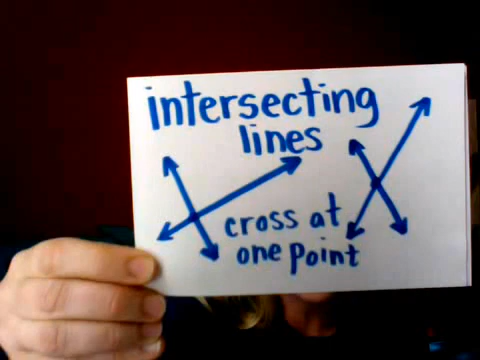 intersecting
lines
cross at
one point